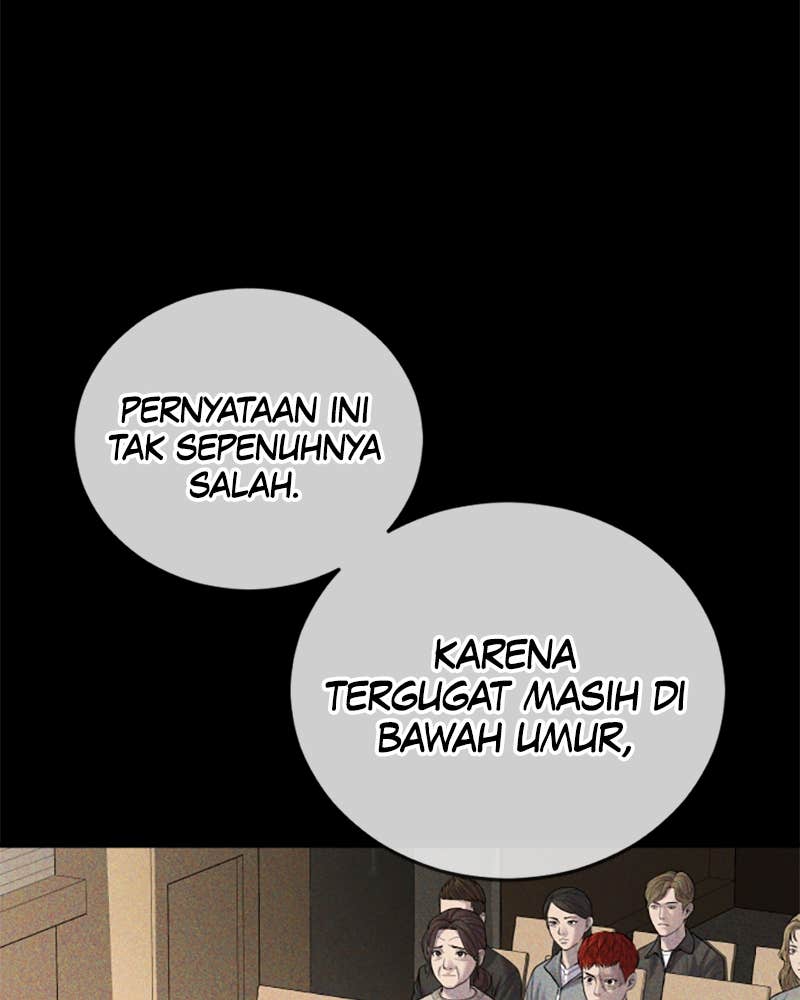 PERNYATAAN INI
TAK SEPENUHNYA
SALAH.
KARENA
TERGUGAT MASIH DI
BAWAH UMUR,